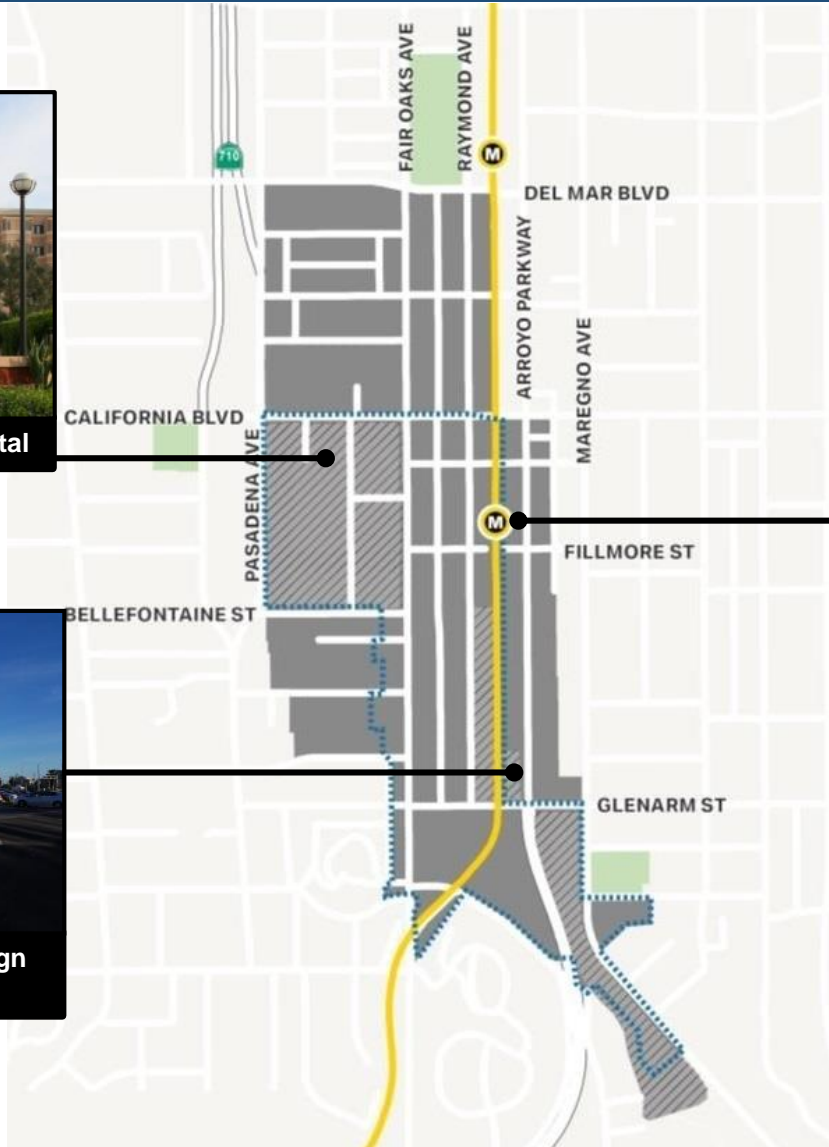 FAIR OAKS AVE
RAYMOND AVE
710
M
DEL MAR BLVD
ARROYO PARKWAY
MAREGNO AVE
CALIFORNIA BLVD
tal
PASADENA AVE
M
FILLMORE ST
BELLEFONTAINE ST
GLENARM ST
gn